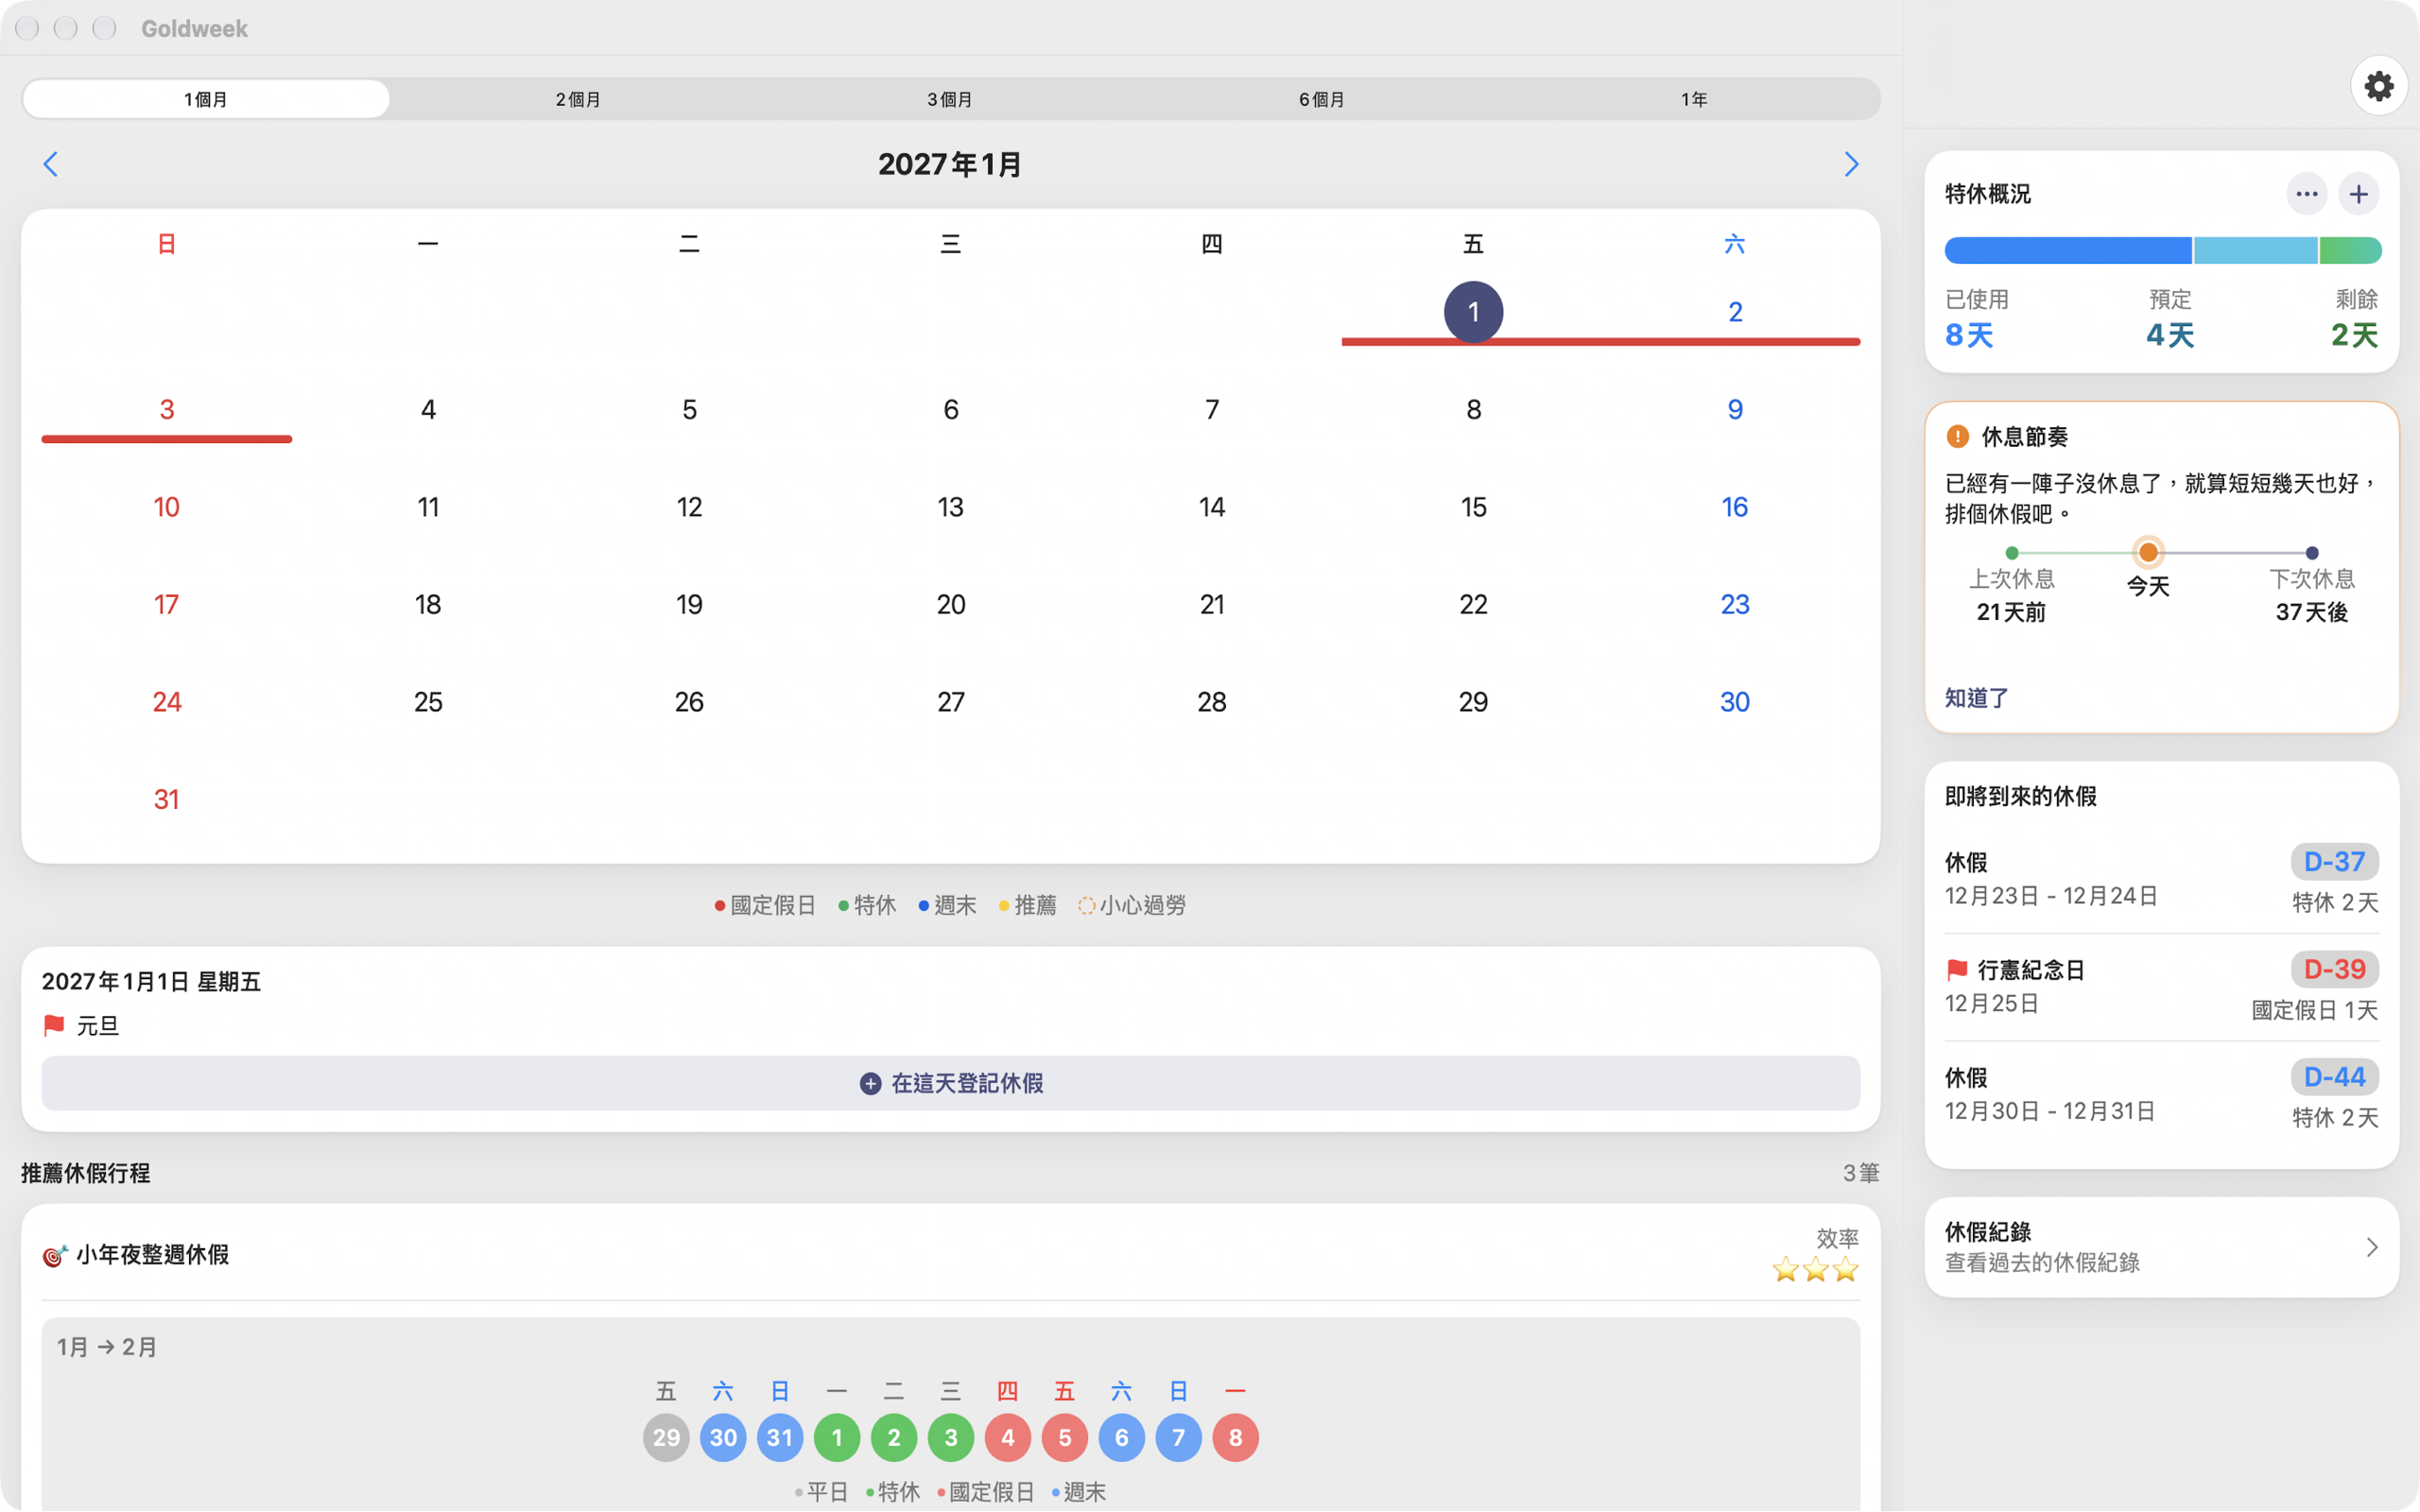 Goldweek
1個月 2個月 3個月 6個月 1年
2027年1月
日 一 二 三 四 五 六
1 2
3 4 5 6 7 8 9
10 11 12 13 14 15 16
17 18 19 20 21 22 23
24 25 26 27 28 29 30
31
國定假日 特休 週末 推薦 小心過勞
2027年1月1日 星期五
元旦
在這天登記休假
推薦休假行程 3筆
小年夜整週休假 效率
1月 → 2月
五 六 日 一 二 三 四 五 六 日 一
29 30 31 1 2 3 4 5 6 7 8
平日 特休 國定假日 週末
特休概況
已使用 預定 剩餘
8天 4天 2天
休息節奏
已經有一陣子沒休息了，就算短短幾天也好，
排個休假吧。
上次休息 今天 下次休息
21天前 37天後
知道了
即將到來的休假
休假 D-37
12月23日 - 12月24日 特休 2天
行憲紀念日 D-39
12月25日 國定假日 1天
休假 D-44
12月30日 - 12月31日 特休 2天
休假紀錄
查看過去的休假紀錄